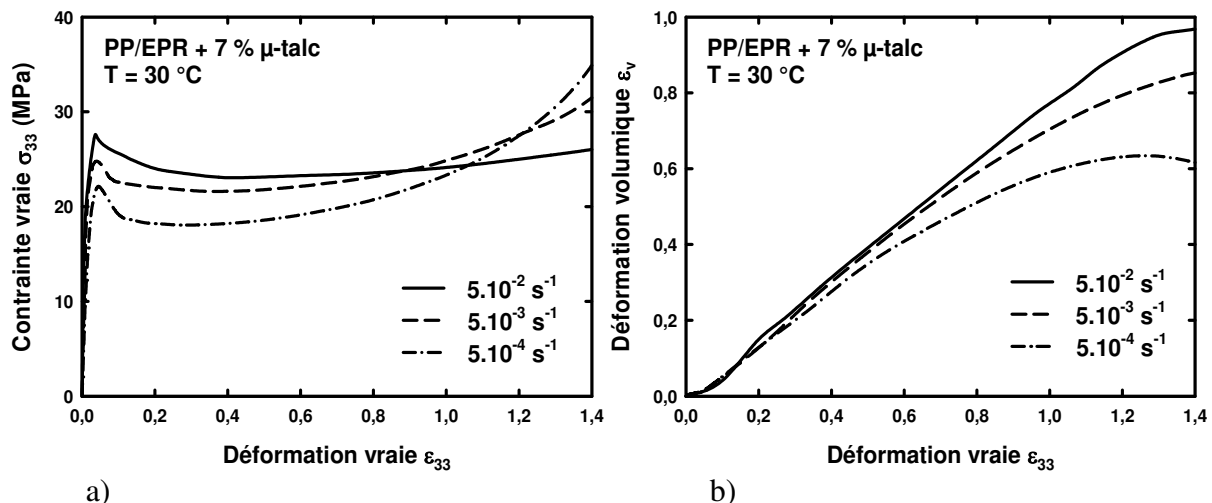 40
30
20
10
0
Contrainte vraie σ33 (MPa)
PP/EPR + 7 % µ-talc
T = 30 °C
5.10-2 s-1
5.10-3 s-1
5.10-4 s-1
0,0 0,2 0,4 0,6 0,8 1,0 1,2 1,4
Déformation vraie ε33
a)
1,0
0,8
0,6
0,4
0,2
0,0
Déformation volumique εv
PP/EPR + 7 % µ-talc
T = 30 °C
5.10-2 s-1
5.10-3 s-1
5.10-4 s-1
0,0 0,2 0,4 0,6 0,8 1,0 1,2 1,4
Déformation vraie ε33
b)